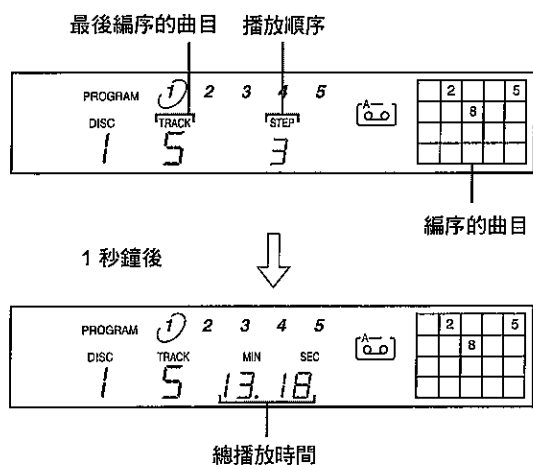 最後編序的曲目 播放順序
PROGRAM 1 2 3 4 5 A 2 5
DISC TRACK STEP 8
1 5 3
編序的曲目
1 秒鐘後
PROGRAM 1 2 3 4 5 A 2 5
DISC TRACK MIN SEC 8
1 5 13.18
總播放時間